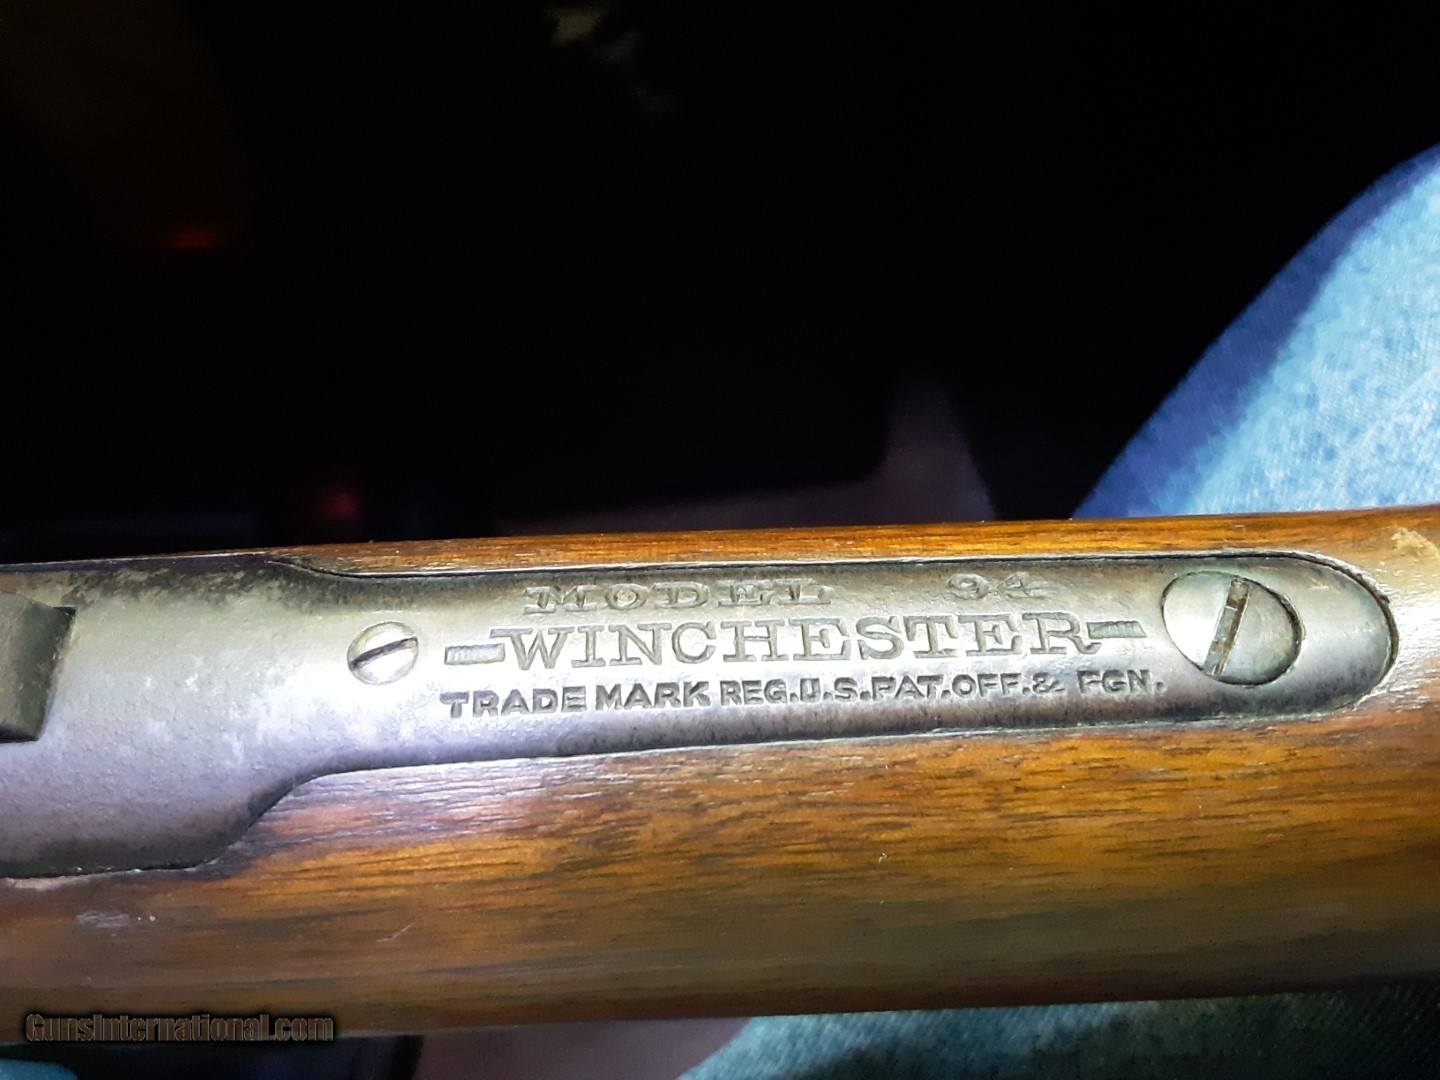 MODEL 94
-WINCHESTER-
TRADE MARK REG.U.S.PAT.OFF.& FGN.
GunsInternational.com